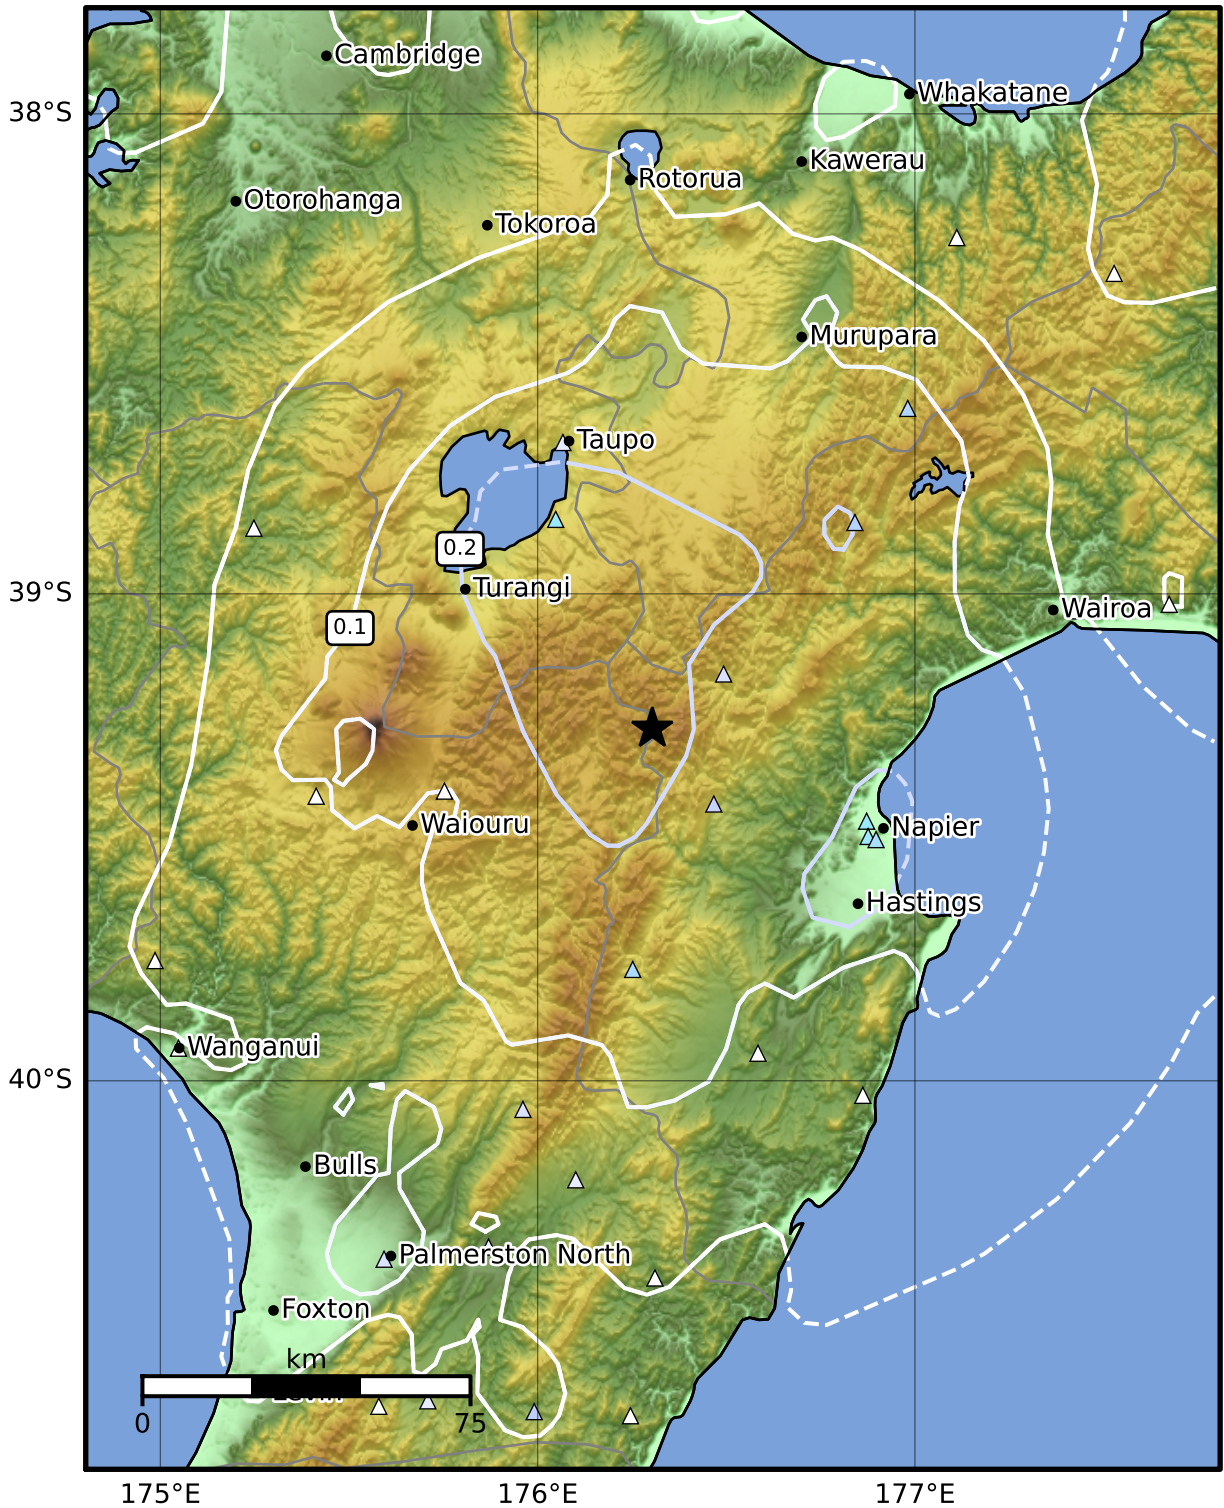 Cambridge
Whakatane
38°S
Kawerau
Rotorua
Otorohanga
Tokoroa
Murupara
Taupo
0.2
Turangi
39°S
Wairoa
0.1
Waiouru
Napier
Hastings
Wanganui
40°S
Bulls
Palmerston North
Foxton
km
0
75
175°E
176°E
177°E